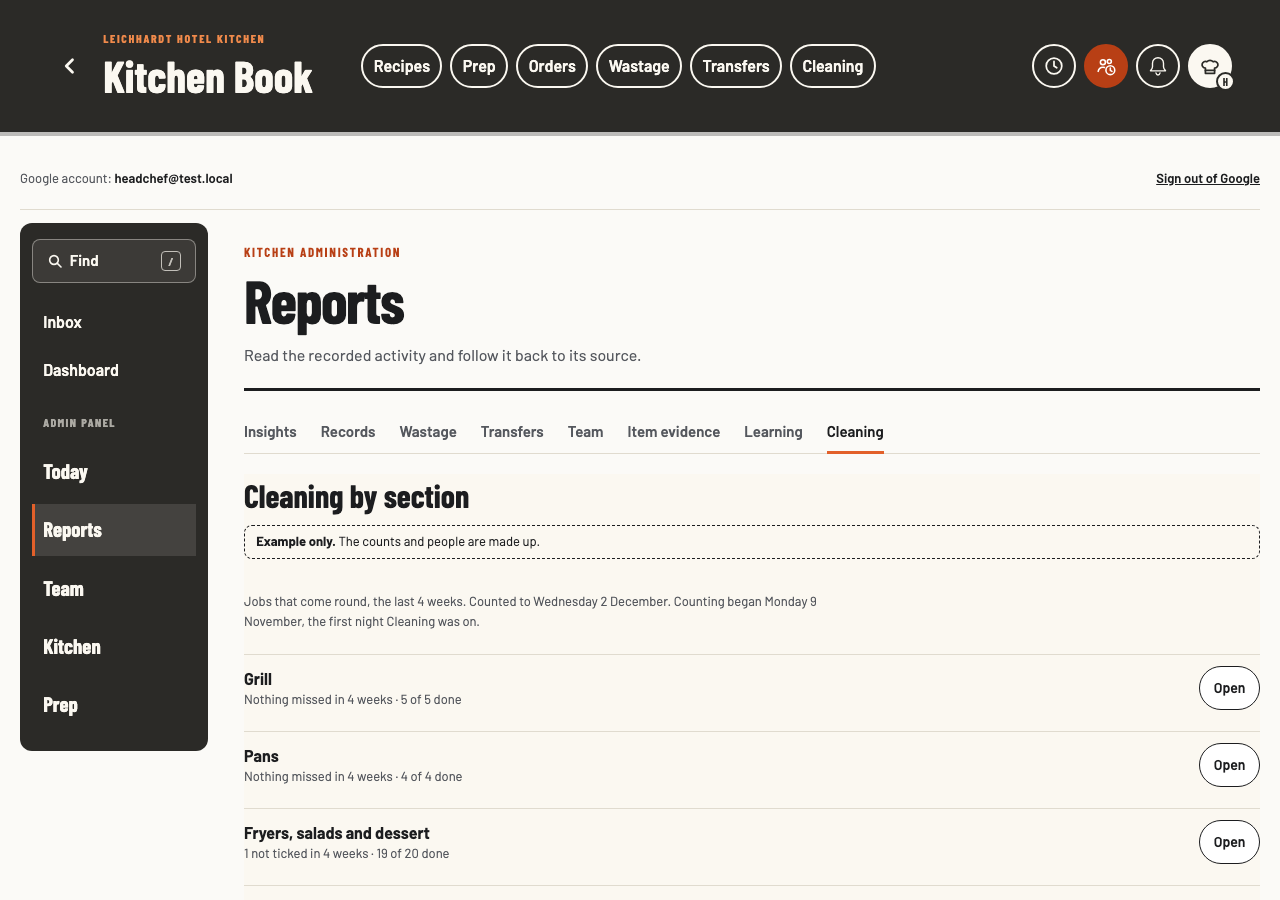 LEICHHARDT HOTEL KITCHEN
Kitchen Book
Recipes
Prep
Orders
Wastage
Transfers
Cleaning
H
Google account: headchef@test.local
Sign out of Google
Find
/
Inbox
Dashboard
ADMIN PANEL
Today
Reports
Team
Kitchen
Prep
KITCHEN ADMINISTRATION
Reports
Read the recorded activity and follow it back to its source.
Insights
Records
Wastage
Transfers
Team
Item evidence
Learning
Cleaning
Cleaning by section
Example only. The counts and people are made up.
Jobs that come round, the last 4 weeks. Counted to Wednesday 2 December. Counting began Monday 9
November, the first night Cleaning was on.
Grill
Nothing missed in 4 weeks · 5 of 5 done
Open
Pans
Nothing missed in 4 weeks · 4 of 4 done
Open
Fryers, salads and dessert
1 not ticked in 4 weeks · 19 of 20 done
Open